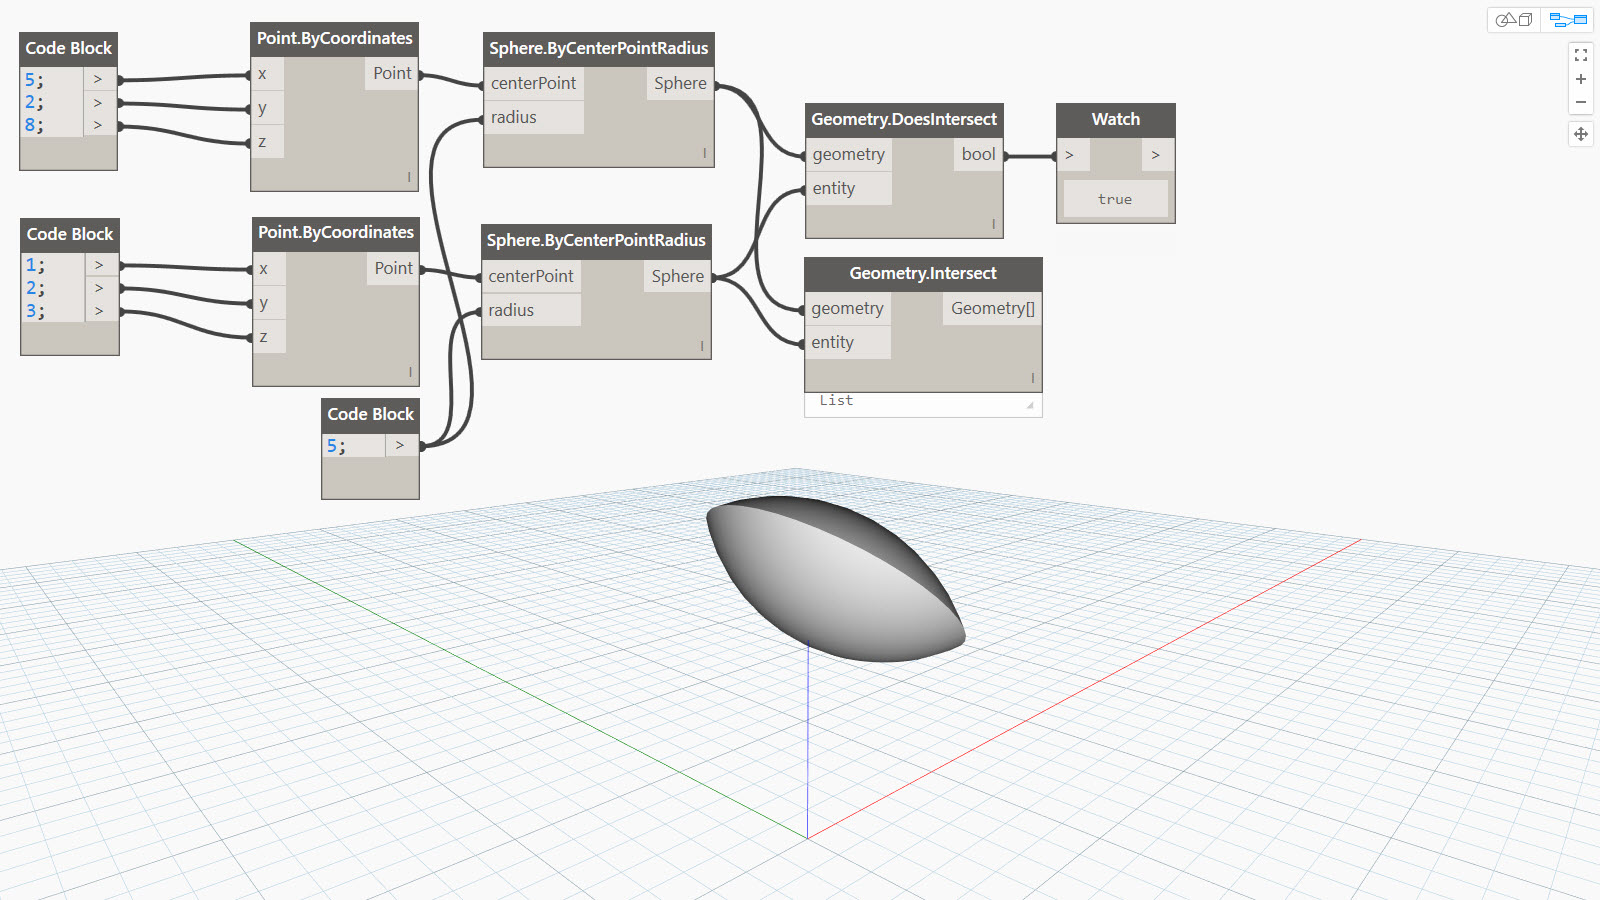 Code Block
5; >
2; >
8; >
Point.ByCoordinates
x Point
y
z
l
Sphere.ByCenterPointRadius
centerPoint Sphere
radius
l
Geometry.DoesIntersect
geometry bool
entity
l
Watch
> >
true
Code Block
1; >
2; >
3; >
Point.ByCoordinates
x Point
y
z
l
Sphere.ByCenterPointRadius
centerPoint Sphere
radius
l
Geometry.Intersect
geometry Geometry[]
entity
l
List
Code Block
5; >